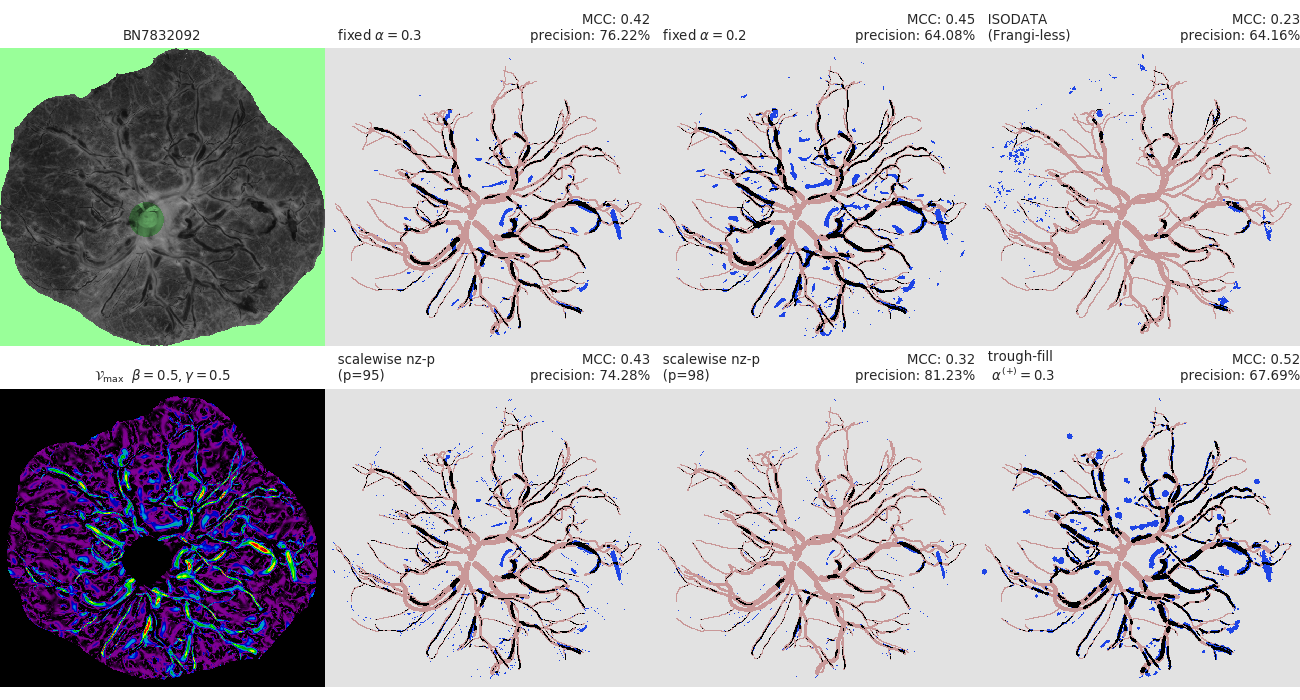 BN7832092
fixed α = 0.3
MCC: 0.42
precision: 76.22%
fixed α = 0.2
MCC: 0.45
precision: 64.08%
ISODATA
(Frangi-less)
MCC: 0.23
precision: 64.16%
𝒱max β = 0.5, γ = 0.5
scalewise nz-p
(p=95)
MCC: 0.43
precision: 74.28%
scalewise nz-p
(p=98)
MCC: 0.32
precision: 81.23%
trough-fill
α(+) = 0.3
MCC: 0.52
precision: 67.69%